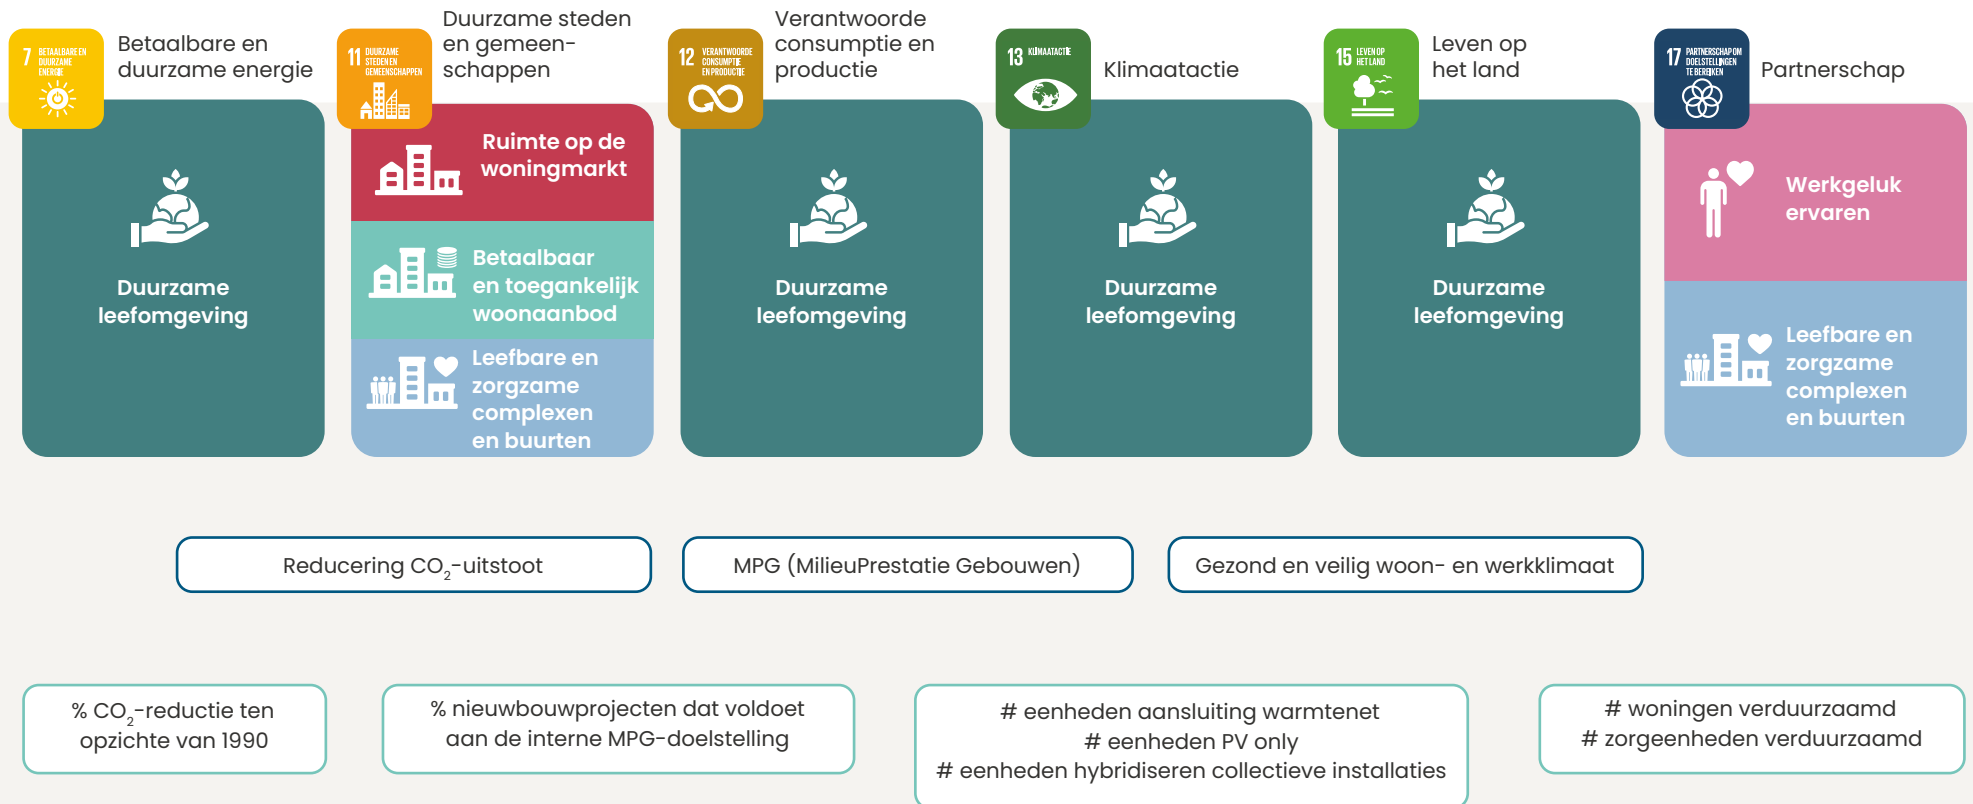 7 BETAALBARE EN
DUURZAME
ENERGIE
Betaalbare en
duurzame energie
11 DUURZAME
STEDEN EN
GEMEENSCHAPPEN
Duurzame steden
en gemeen-
schappen
12 VERANTWOORDE
CONSUMPTIE
EN PRODUCTIE
Verantwoorde
consumptie en
productie
13 KLIMAATACTIE
Klimaatactie
15 LEVEN OP
HET LAND
Leven op
het land
17 PARTNERSCHAP OM
DOELSTELLINGEN
TE BEREIKEN
Partnerschap
Duurzame
leefomgeving
Ruimte op de
woningmarkt
Betaalbaar
en toegankelijk
woonaanbod
Leefbare en
zorgzame
complexen
en buurten
Duurzame
leefomgeving
Duurzame
leefomgeving
Duurzame
leefomgeving
Werkgeluk
ervaren
Leefbare en
zorgzame
complexen
en buurten
Reducering CO₂-uitstoot
MPG (MilieuPrestatie Gebouwen)
Gezond en veilig woon- en werkklimaat
% CO₂-reductie ten
opzichte van 1990
% nieuwbouwprojecten dat voldoet
aan de interne MPG-doelstelling
# eenheden aansluiting warmtenet
# eenheden PV only
# eenheden hybridiseren collectieve installaties
# woningen verduurzaamd
# zorgeenheden verduurzaamd